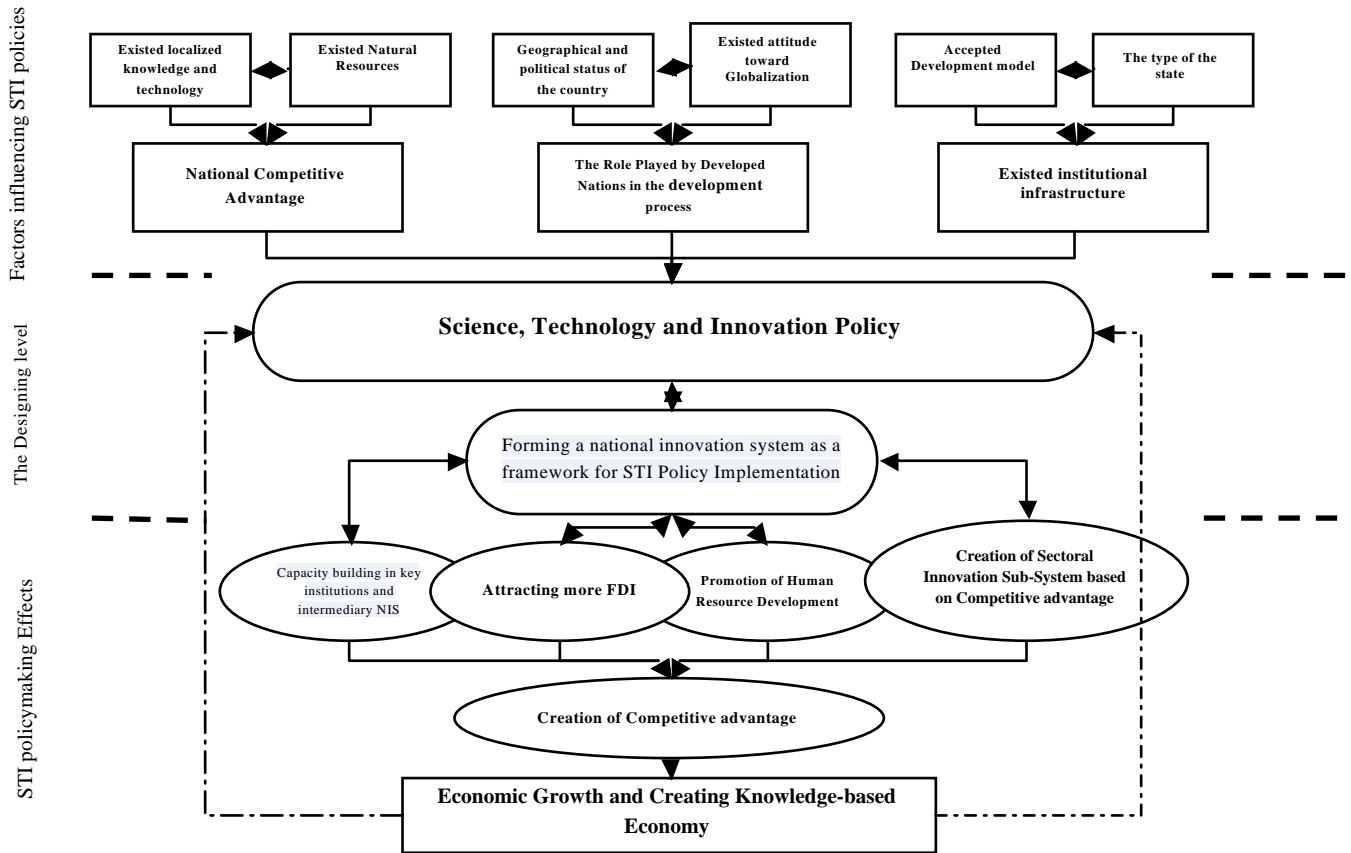 Factors influencing STI policies
Existed localized
knowledge and
technology
Existed Natural
Resources
Geographical and
political status of
the country
Existed attitude
toward
Globalization
Accepted
Development model
The type of the
state
National Competitive
Advantage
The Role Played by Developed
Nations in the development
process
Existed institutional
infrastructure
The Designing level
Science, Technology and Innovation Policy
Forming a national innovation system as a
framework for STI Policy Implementation
STI policymaking Effects
Capacity building in key
institutions and
intermediary NIS
Attracting more FDI
Promotion of Human
Resource Development
Creation of Sectoral
Innovation Sub-System based
on Competitive advantage
Creation of Competitive advantage
Economic Growth and Creating Knowledge-based
Economy